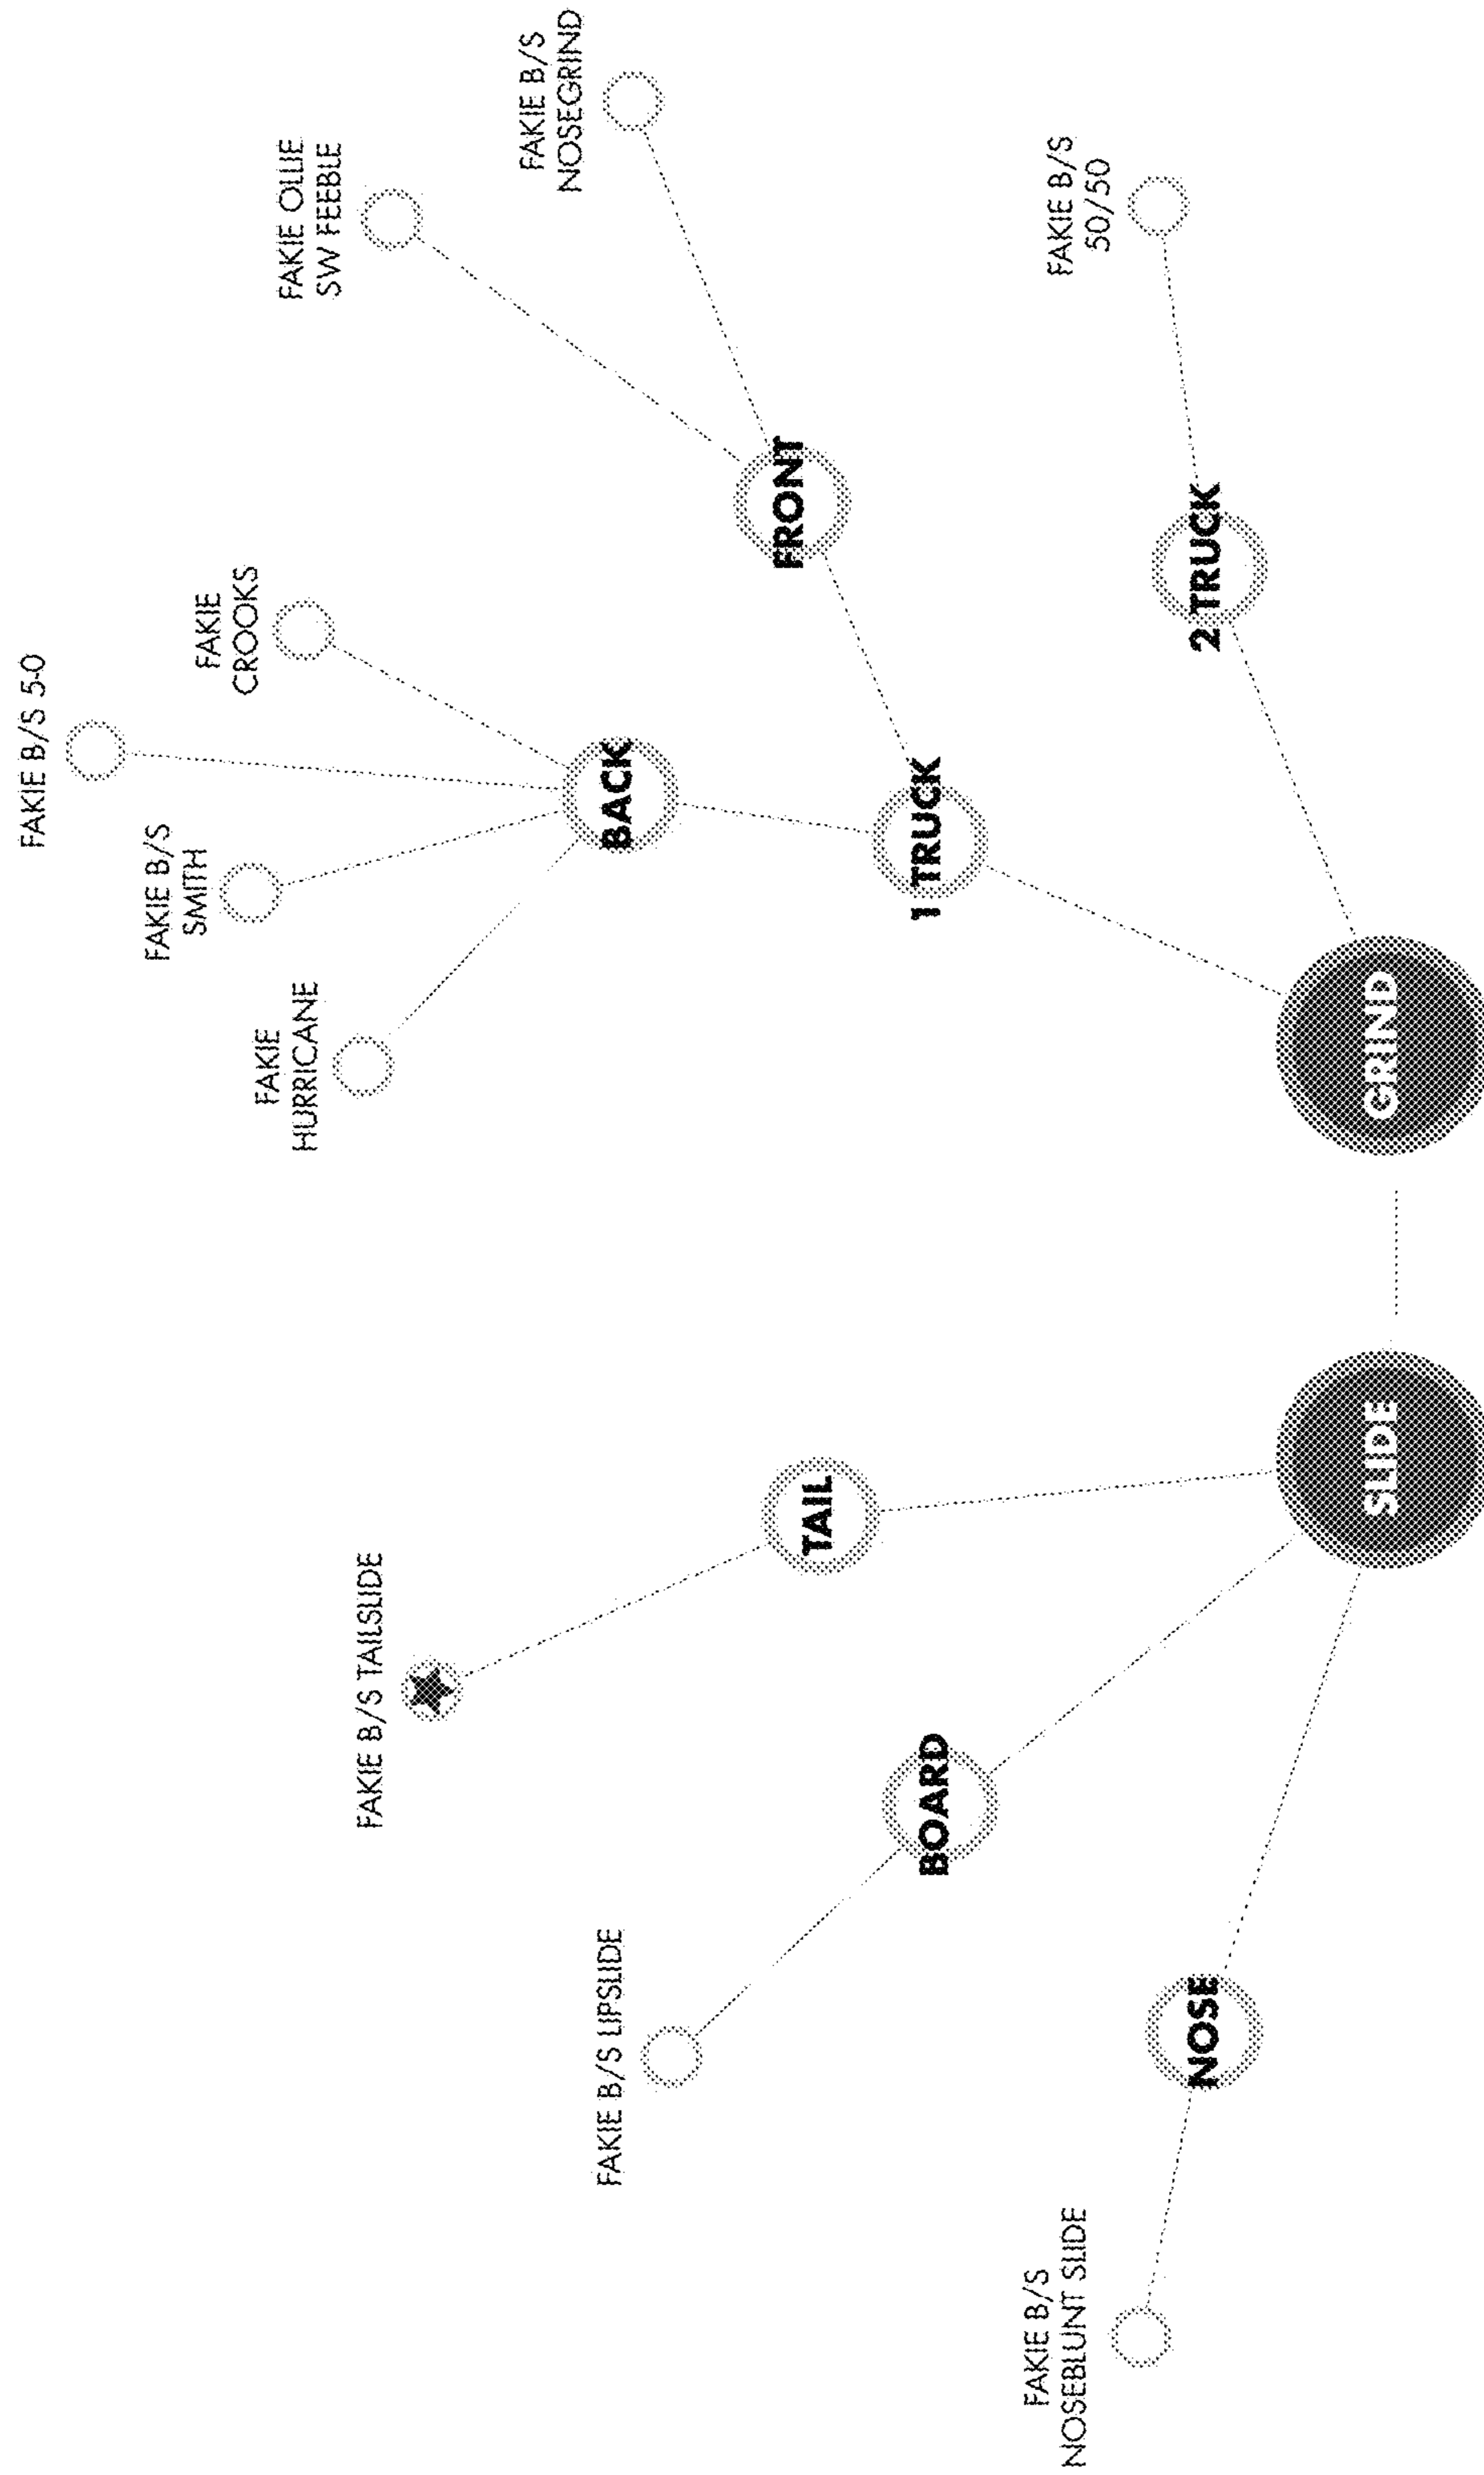 FAKIE B/S 5-0
FAKIE B/S
SMITH
FAKIE
CROOKS
FAKIE
HURRICANE
FAKIE OLLIE
SW FEEBLE
FAKIE B/S TAILSLIDE
FAKIE B/S
NOSEGRIND
BACK
FAKIE B/S LIPSLIDE
FRONT
TAIL
BOARD
1 TRUCK
FAKIE B/S
NOSEBLUNT SLIDE
FAKIE B/S
50/50
NOSE
2 TRUCK
SLIDE
GRIND